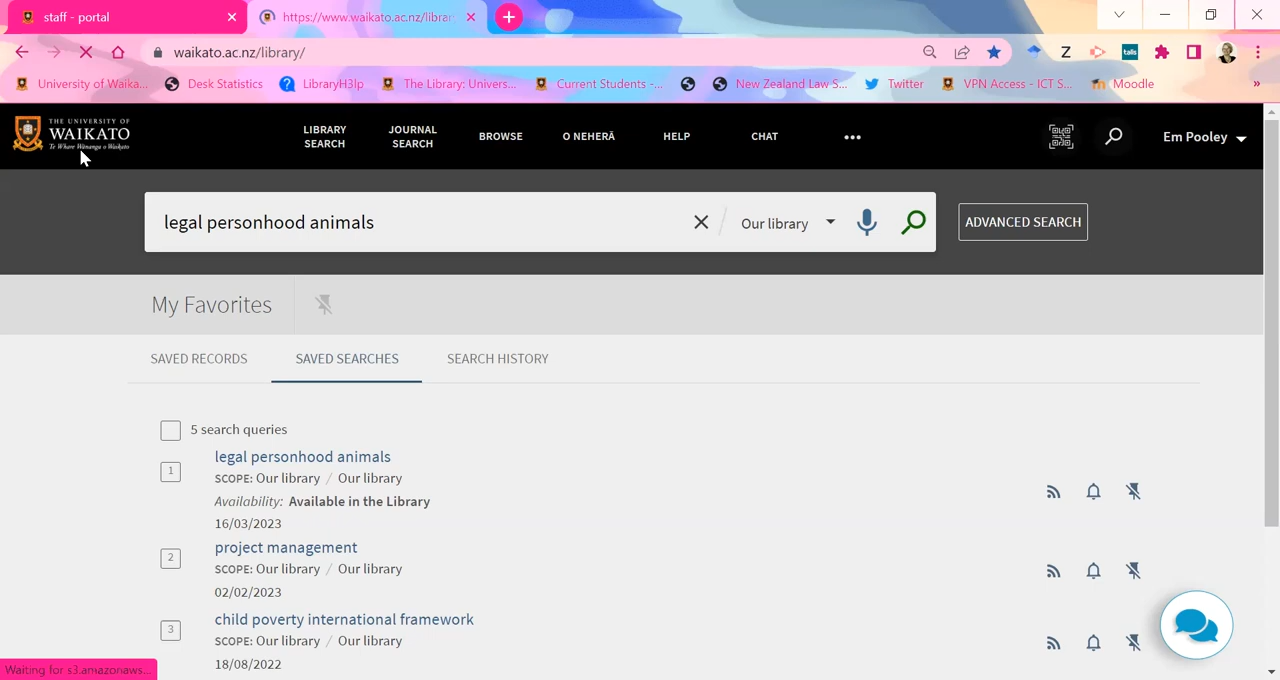 staff - portal
https://www.waikato.ac.nz/librar
waikato.ac.nz/library/
University of Waika...
Desk Statistics
LibraryH3lp
The Library: Univers...
Current Students -...
New Zealand Law S...
Twitter
VPN Access - ICT S...
Moodle
»
THE UNIVERSITY OF
WAIKATO
Te Whare Wānanga o Waikato
LIBRARY SEARCH
JOURNAL SEARCH
BROWSE
O NEHERĀ
HELP
CHAT
Em Pooley
legal personhood animals
Our library
ADVANCED SEARCH
My Favorites
SAVED RECORDS
SAVED SEARCHES
SEARCH HISTORY
5 search queries
1
legal personhood animals
SCOPE: Our library / Our library
Availability: Available in the Library
16/03/2023
2
project management
SCOPE: Our library / Our library
02/02/2023
3
child poverty international framework
SCOPE: Our library / Our library
18/08/2022
Waiting for s3.amazonaws...
Z
talis